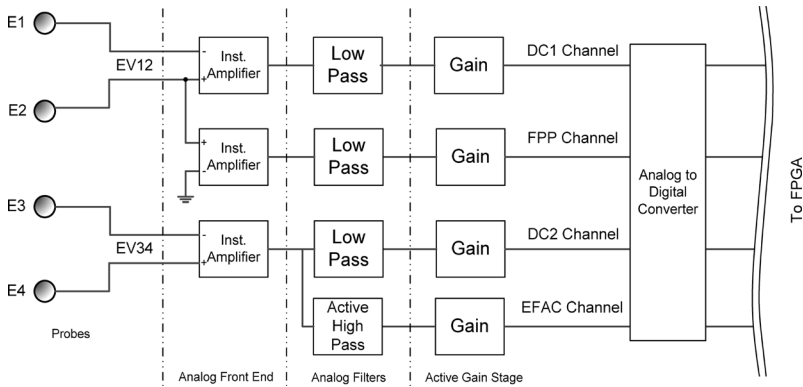 E1
EV12
E2
E3
EV34
E4
Probes
-
+
Inst.
Amplifier
+
-
Inst.
Amplifier
-
+
Inst.
Amplifier
Analog Front End
Low
Pass
Low
Pass
Low
Pass
Active
High
Pass
Analog Filters
Gain
Gain
Gain
Gain
Active Gain Stage
DC1 Channel
FPP Channel
DC2 Channel
EFAC Channel
Analog to
Digital
Converter
To FPGA